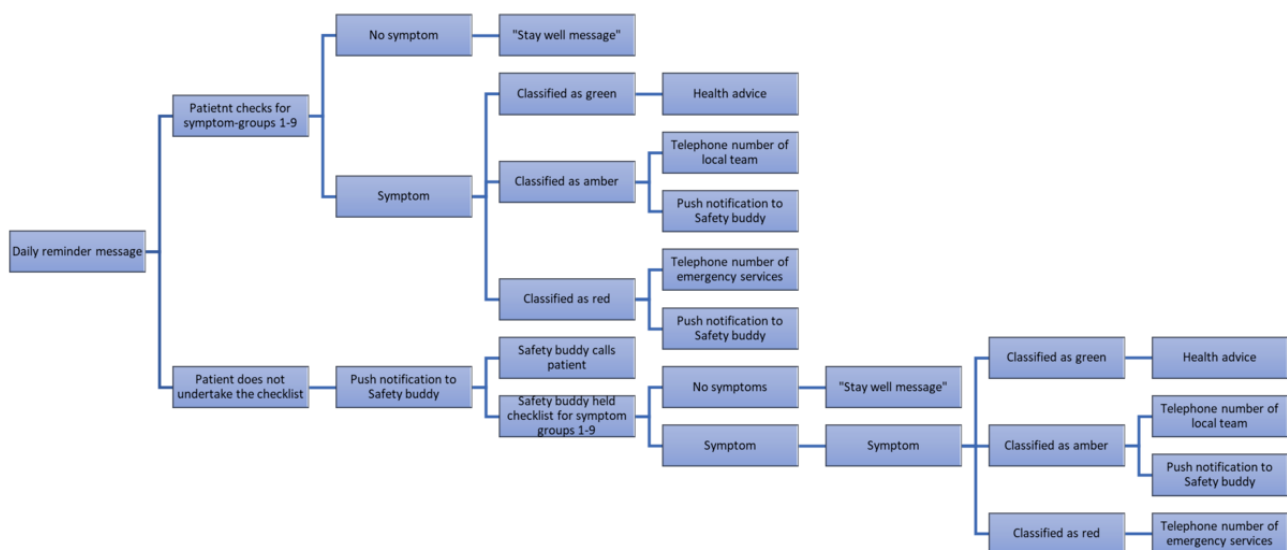 No symptom
"Stay well message"
Classified as green
Health advice
Patietnt checks for
symptom-groups 1-9
Telephone number of
local team
Symptom
Classified as amber
Push notification to
Safety buddy
Daily reminder message
Telephone number of
emergency services
Classified as red
Push notification to
Safety buddy
Safety buddy calls
patient
Patient does not
undertake the checklist
Push notification to
Safety buddy
Safety buddy held
checklist for symptom
groups 1-9
No symptoms
"Stay well message"
Symptom
Symptom
Classified as green
Health advice
Classified as amber
Telephone number of
local team
Push notification to
Safety buddy
Classified as red
Telephone number of
emergency services